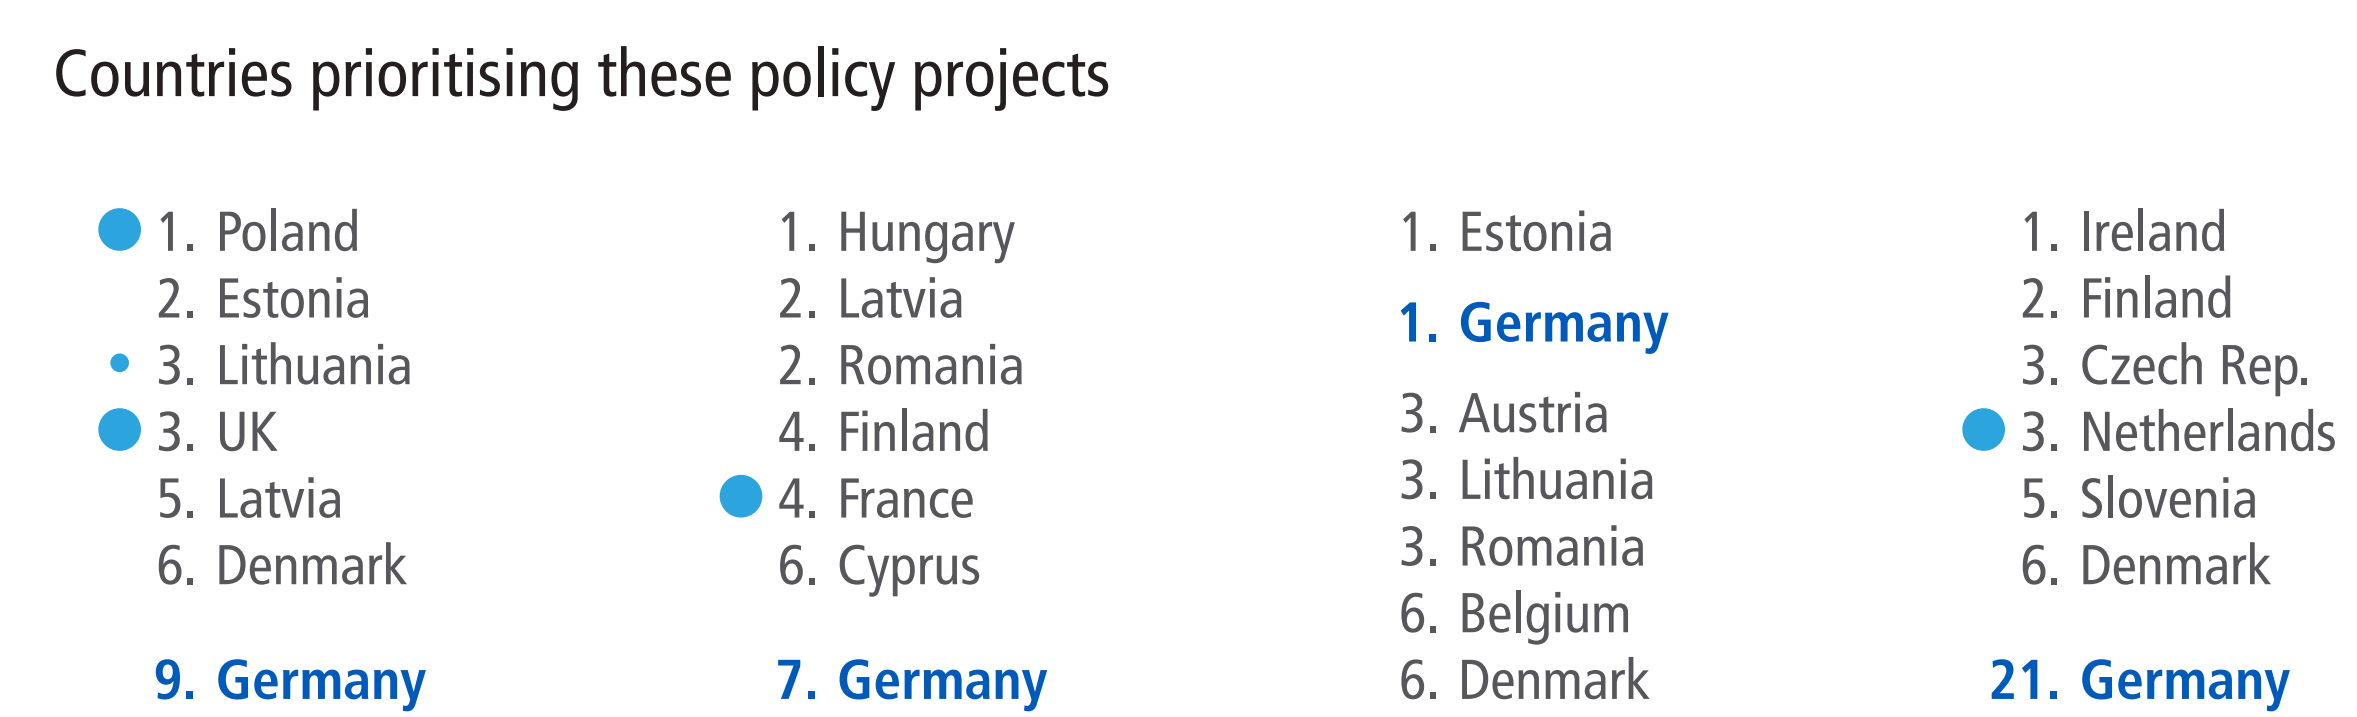 Countries prioritising these policy projects
1. Poland
2. Estonia
3. Lithuania
3. UK
5. Latvia
6. Denmark
9. Germany
1. Hungary
2. Latvia
2. Romania
4. Finland
4. France
6. Cyprus
7. Germany
1. Estonia
1. Germany
3. Austria
3. Lithuania
3. Romania
6. Belgium
6. Denmark
1. Ireland
2. Finland
3. Czech Rep.
3. Netherlands
5. Slovenia
6. Denmark
21. Germany